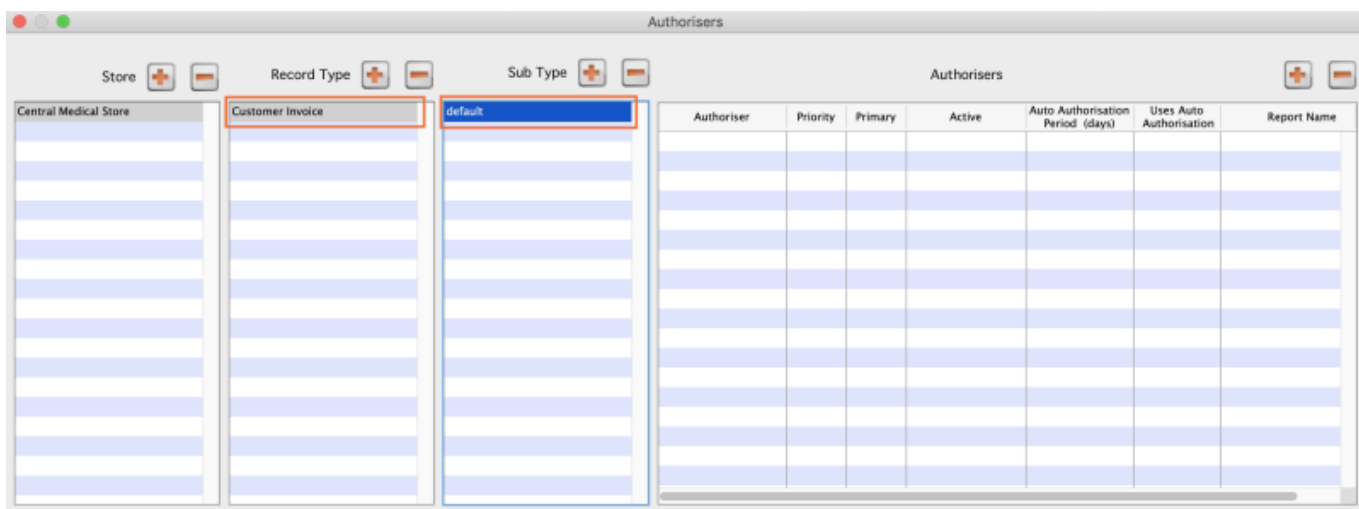 Authorisers
Store Record Type Sub Type Authorisers
Central Medical Store Customer Invoice default
Authoriser Priority Primary Active Auto Authorisation Period (days) Uses Auto Authorisation Report Name